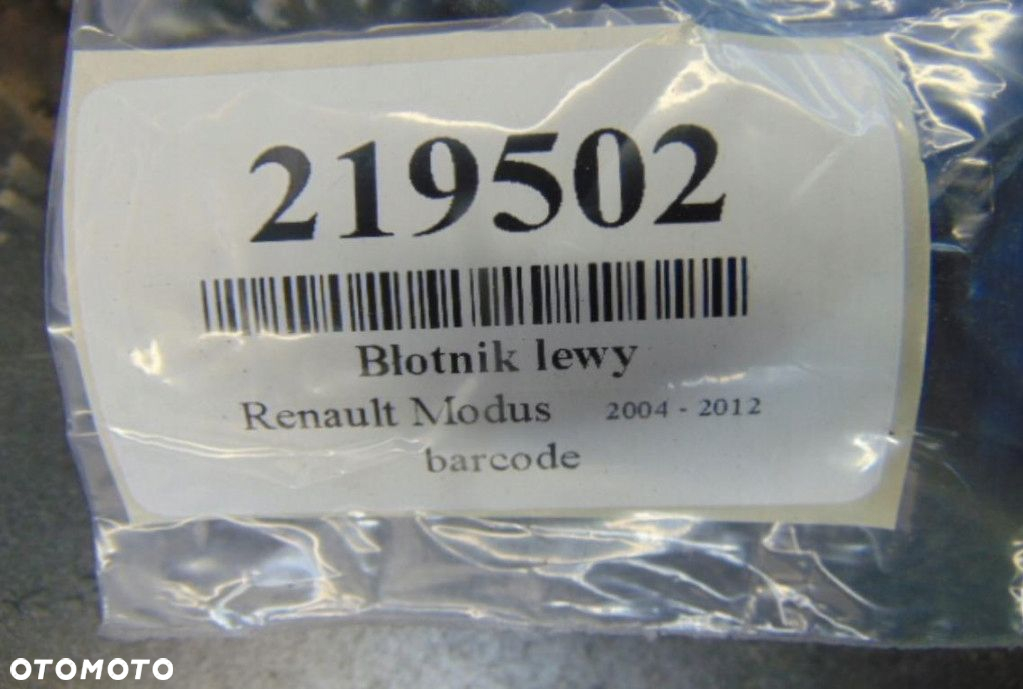 219502
Błotnik lewy
Renault Modus 2004 - 2012
barcode
OTOMOTO